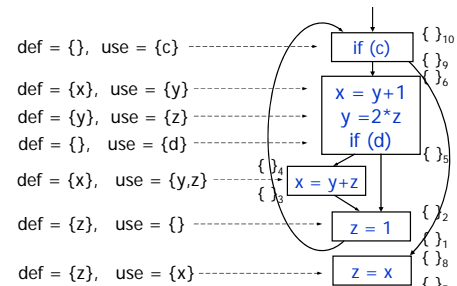 def = {}, use = {c}
if (c)
{ }10
{ }9
{ }6
def = {x}, use = {y}
x = y+1
def = {y}, use = {z}
y =2*z
def = {}, use = {d}
if (d)
{ }5
{ }4
def = {x}, use = {y,z}
x = y+z
{ }3
{ }2
def = {z}, use = {}
z = 1
{ }1
{ }8
def = {z}, use = {x}
z = x